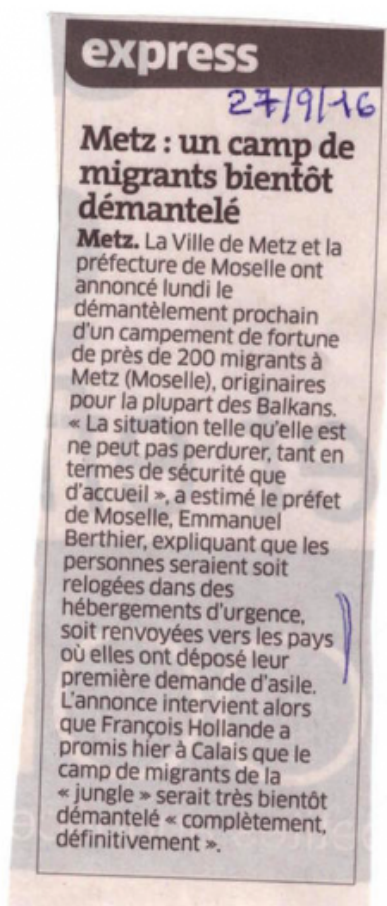 express
27/9/16
Metz : un camp de
migrants bientôt
démantelé
Metz. La Ville de Metz et la
préfecture de Moselle ont
annoncé lundi le
démantèlement prochain
d'un campement de fortune
de près de 200 migrants à
Metz (Moselle), originaires
pour la plupart des Balkans.
« La situation telle qu'elle est
ne peut pas perdurer, tant en
termes de sécurité que
d'accueil », a estimé le préfet
de Moselle, Emmanuel
Berthier, expliquant que les
personnes seraient soit
relogées dans des
hébergements d'urgence,
soit renvoyées vers les pays
où elles ont déposé leur
première demande d'asile.
L'annonce intervient alors
que François Hollande a
promis hier à Calais que le
camp de migrants de la
« jungle » serait très bientôt
démantelé « complètement,
définitivement ».